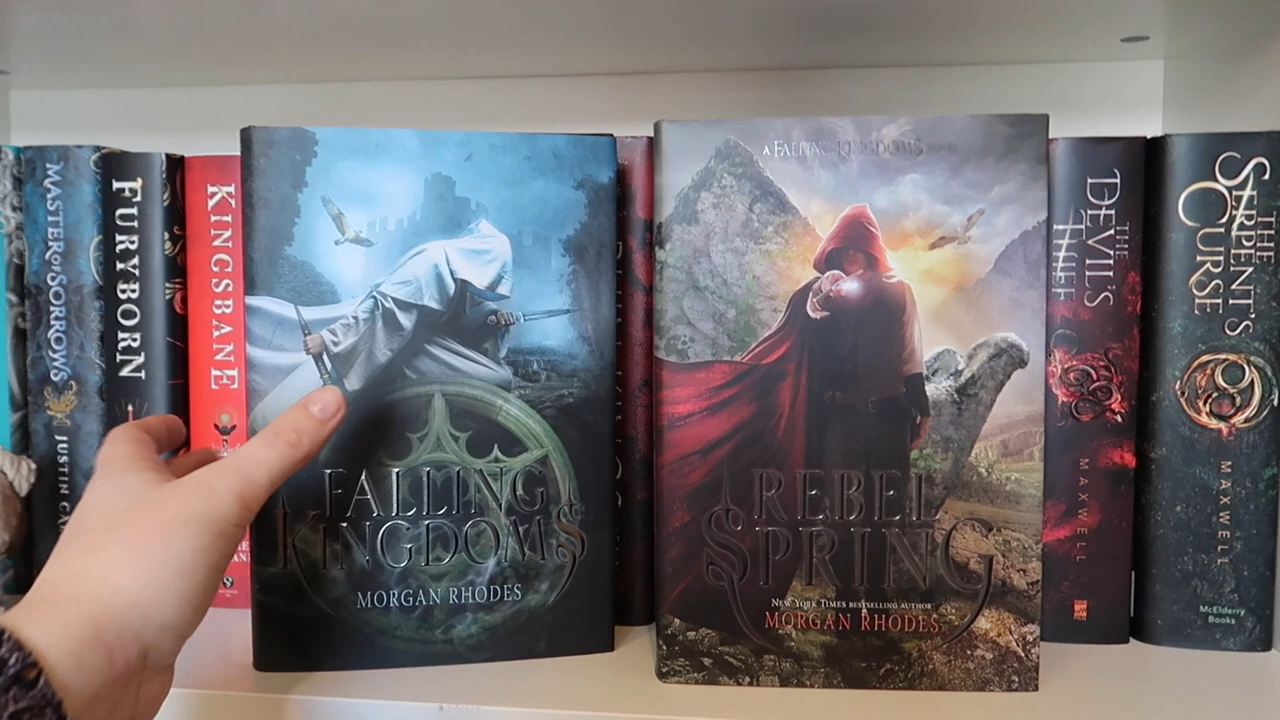 MASTER OF SORROWS
JUSTIN CA
FURYBORN
KINGSBANE
FALLING
KINGDOMS
MORGAN RHODES
A FALLING KINGDOMS NOVEL
REBEL
SPRING
NEW YORK TIMES BESTSELLING AUTHOR
MORGAN RHODES
THE
DEVIL'S
THIEF
MAXWELL
THE
SERPENT'S
CURSE
MAXWELL
McElderry
Books